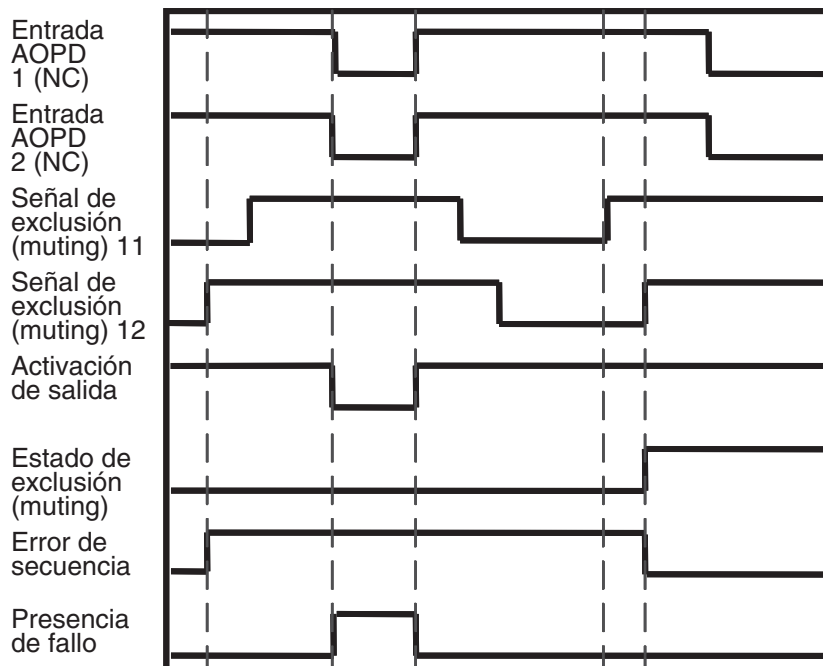 Entrada
AOPD
1 (NC)
Entrada
AOPD
2 (NC)
Señal de
exclusión
(muting) 11
Señal de
exclusión
(muting) 12
Activación
de salida
Estado de
exclusión
(muting)
Error de
secuencia
Presencia
de fallo